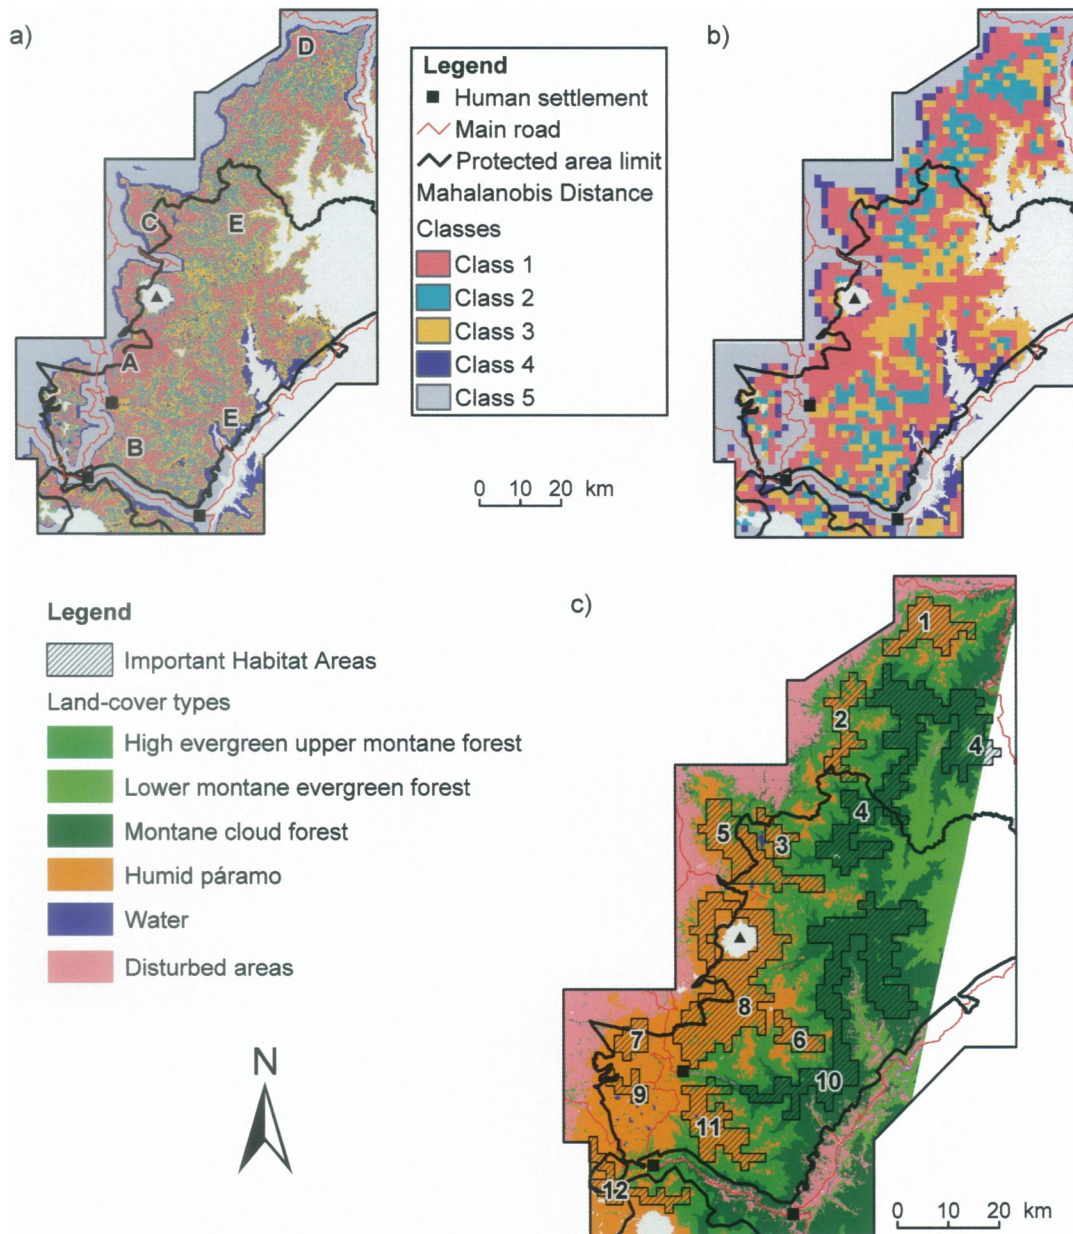 a)
D
C
E
A
E
B
Legend
Human settlement
Main road
Protected area limit
Mahalanobis Distance
Classes
Class 1
Class 2
Class 3
Class 4
Class 5
0 10 20 km
b)
Legend
Important Habitat Areas
Land-cover types
High evergreen upper montane forest
Lower montane evergreen forest
Montane cloud forest
Humid páramo
Water
Disturbed areas
N
c)
1
2
4
4
5
3
8
7
6
9
10
11
12
0 10 20 km